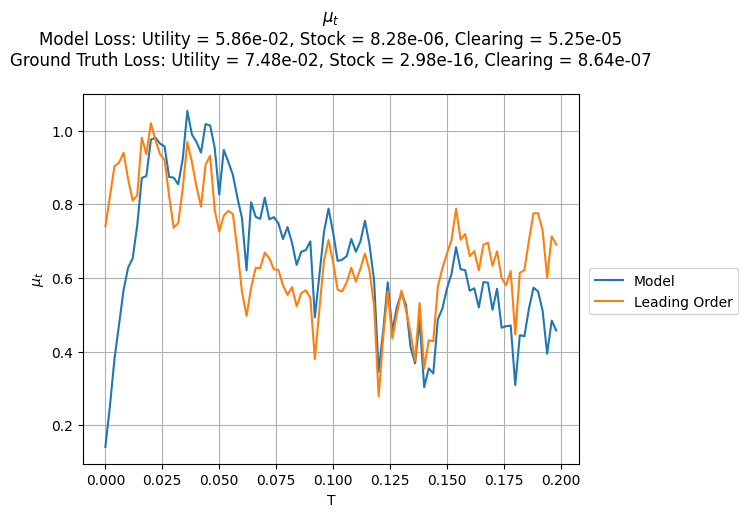 μₜ
Model Loss: Utility = 5.86e-02, Stock = 8.28e-06, Clearing = 5.25e-05
Ground Truth Loss: Utility = 7.48e-02, Stock = 2.98e-16, Clearing = 8.64e-07
1.0
0.8
0.6
0.4
0.2
μₜ
0.000 0.025 0.050 0.075 0.100 0.125 0.150 0.175 0.200
T
Model
Leading Order